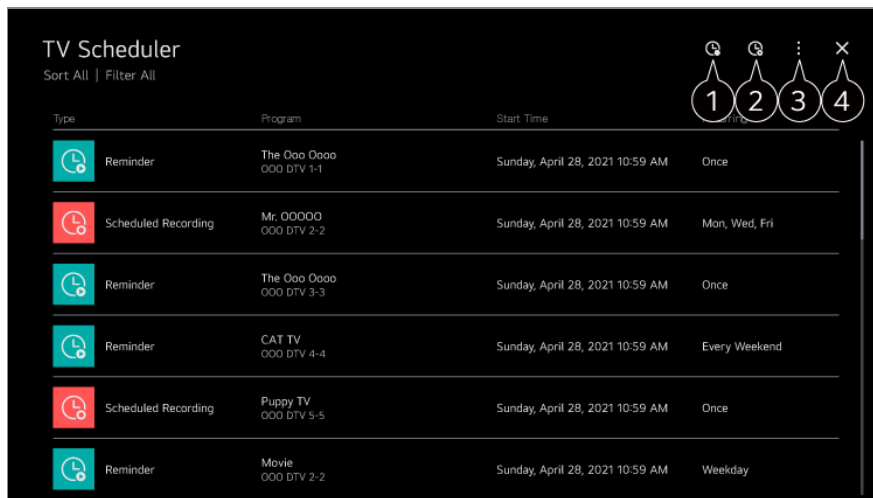 TV Scheduler
Sort All | Filter All
1 2 3 4
Type Program Start Time
Reminder The Ooo Oooo Sunday, April 28, 2021 10:59 AM Once
OOO DTV 1-1
Scheduled Recording Mr. OOOOO Sunday, April 28, 2021 10:59 AM Mon, Wed, Fri
OOO DTV 2-2
Reminder The Ooo Oooo Sunday, April 28, 2021 10:59 AM Once
OOO DTV 3-3
Reminder CAT TV Sunday, April 28, 2021 10:59 AM Every Weekend
OOO DTV 4-4
Scheduled Recording Puppy TV Sunday, April 28, 2021 10:59 AM Once
OOO DTV 5-5
Reminder Movie Sunday, April 28, 2021 10:59 AM Weekday
OOO DTV 2-2